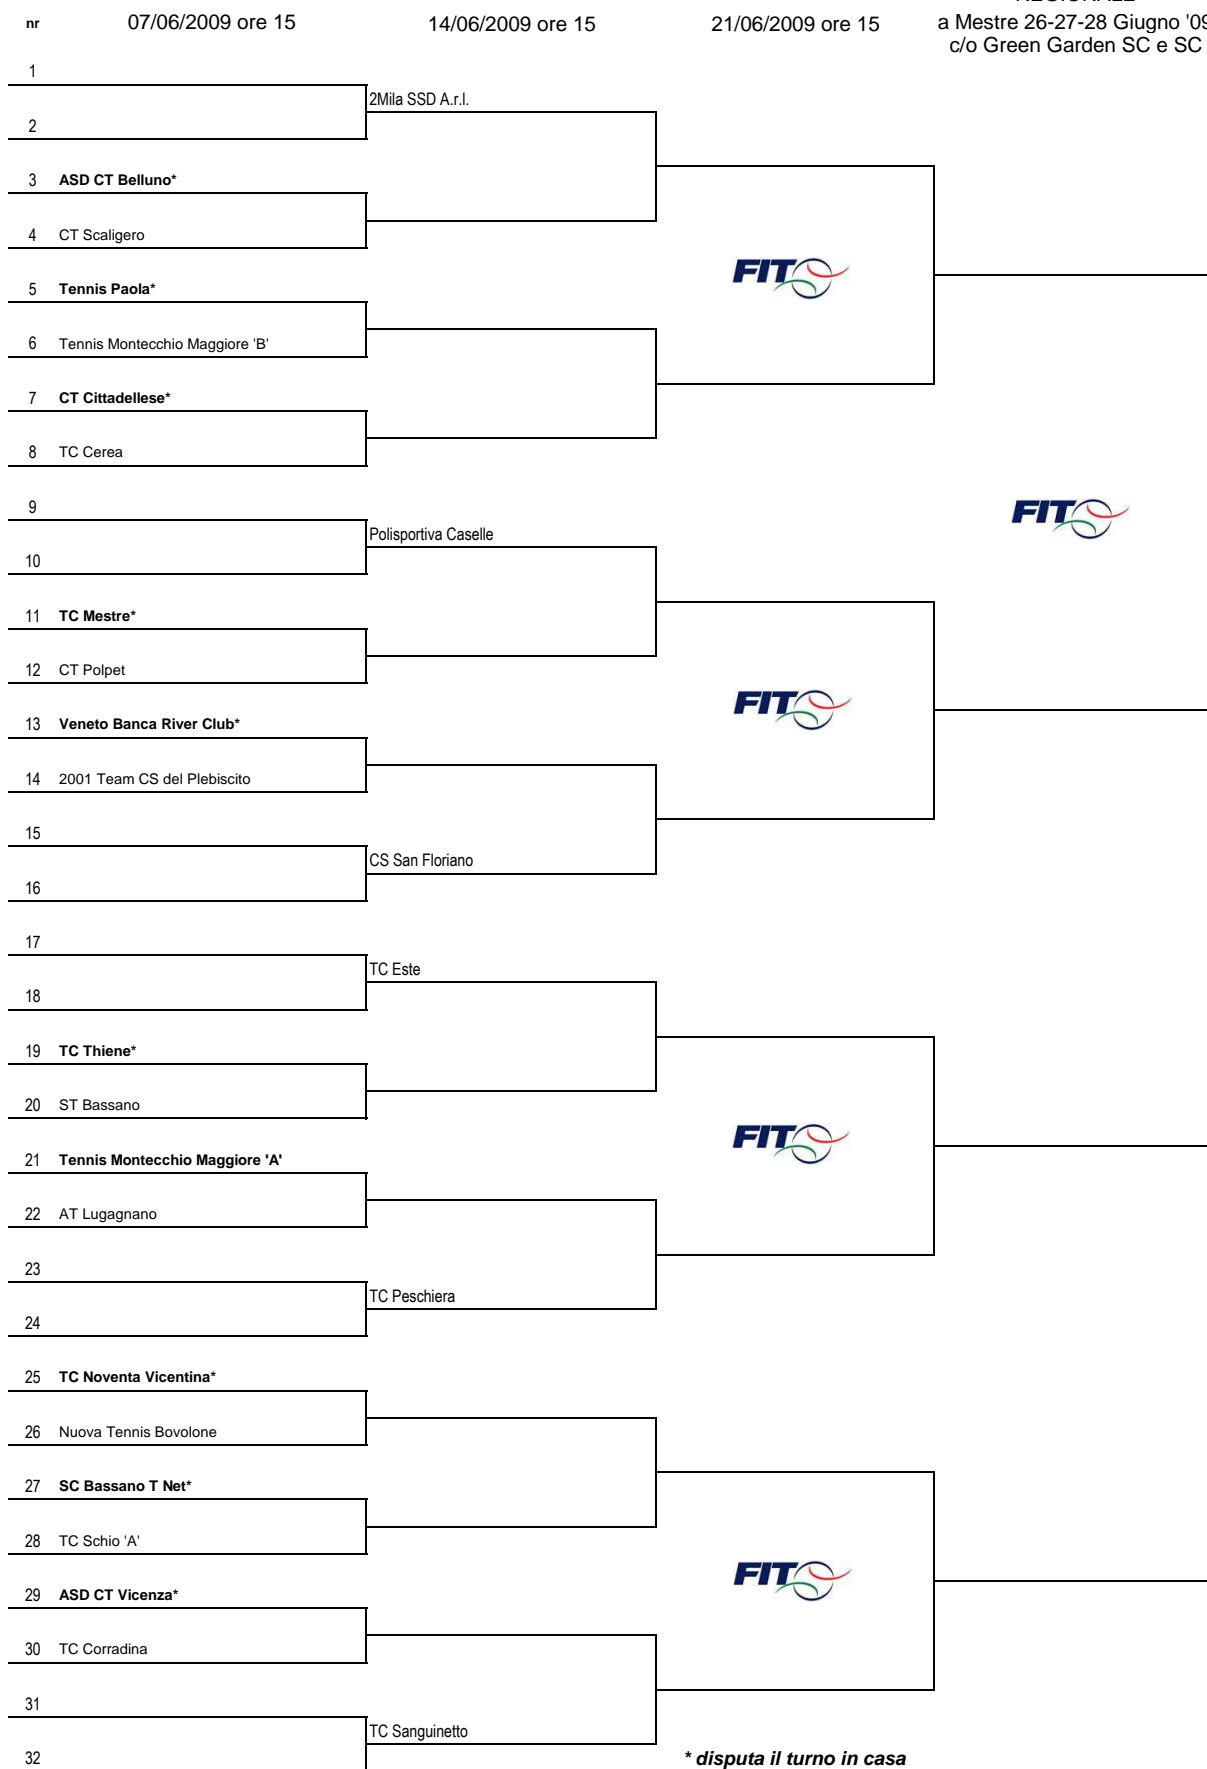 nr 07/06/2009 ore 15 14/06/2009 ore 15 21/06/2009 ore 15 a Mestre 26-27-28 Giugno '09
c/o Green Garden SC e SC
1
2Mila SSD A.r.l.
2
3 ASD CT Belluno*
4 CT Scaligero
FIT
5 Tennis Paola*
6 Tennis Montecchio Maggiore 'B'
7 CT Cittadellese*
8 TC Cerea
9
FIT
Polisportiva Caselle
10
11 TC Mestre*
12 CT Polpet
FIT
13 Veneto Banca River Club*
14 2001 Team CS del Plebiscito
15
CS San Floriano
16
17
TC Este
18
19 TC Thiene*
20 ST Bassano
FIT
21 Tennis Montecchio Maggiore 'A'
22 AT Lugagnano
23
TC Peschiera
24
25 TC Noventa Vicentina*
26 Nuova Tennis Bovolone
27 SC Bassano T Net*
28 TC Schio 'A'
FIT
29 ASD CT Vicenza*
30 TC Corradina
31
TC Sanguinetto
32 * disputa il turno in casa